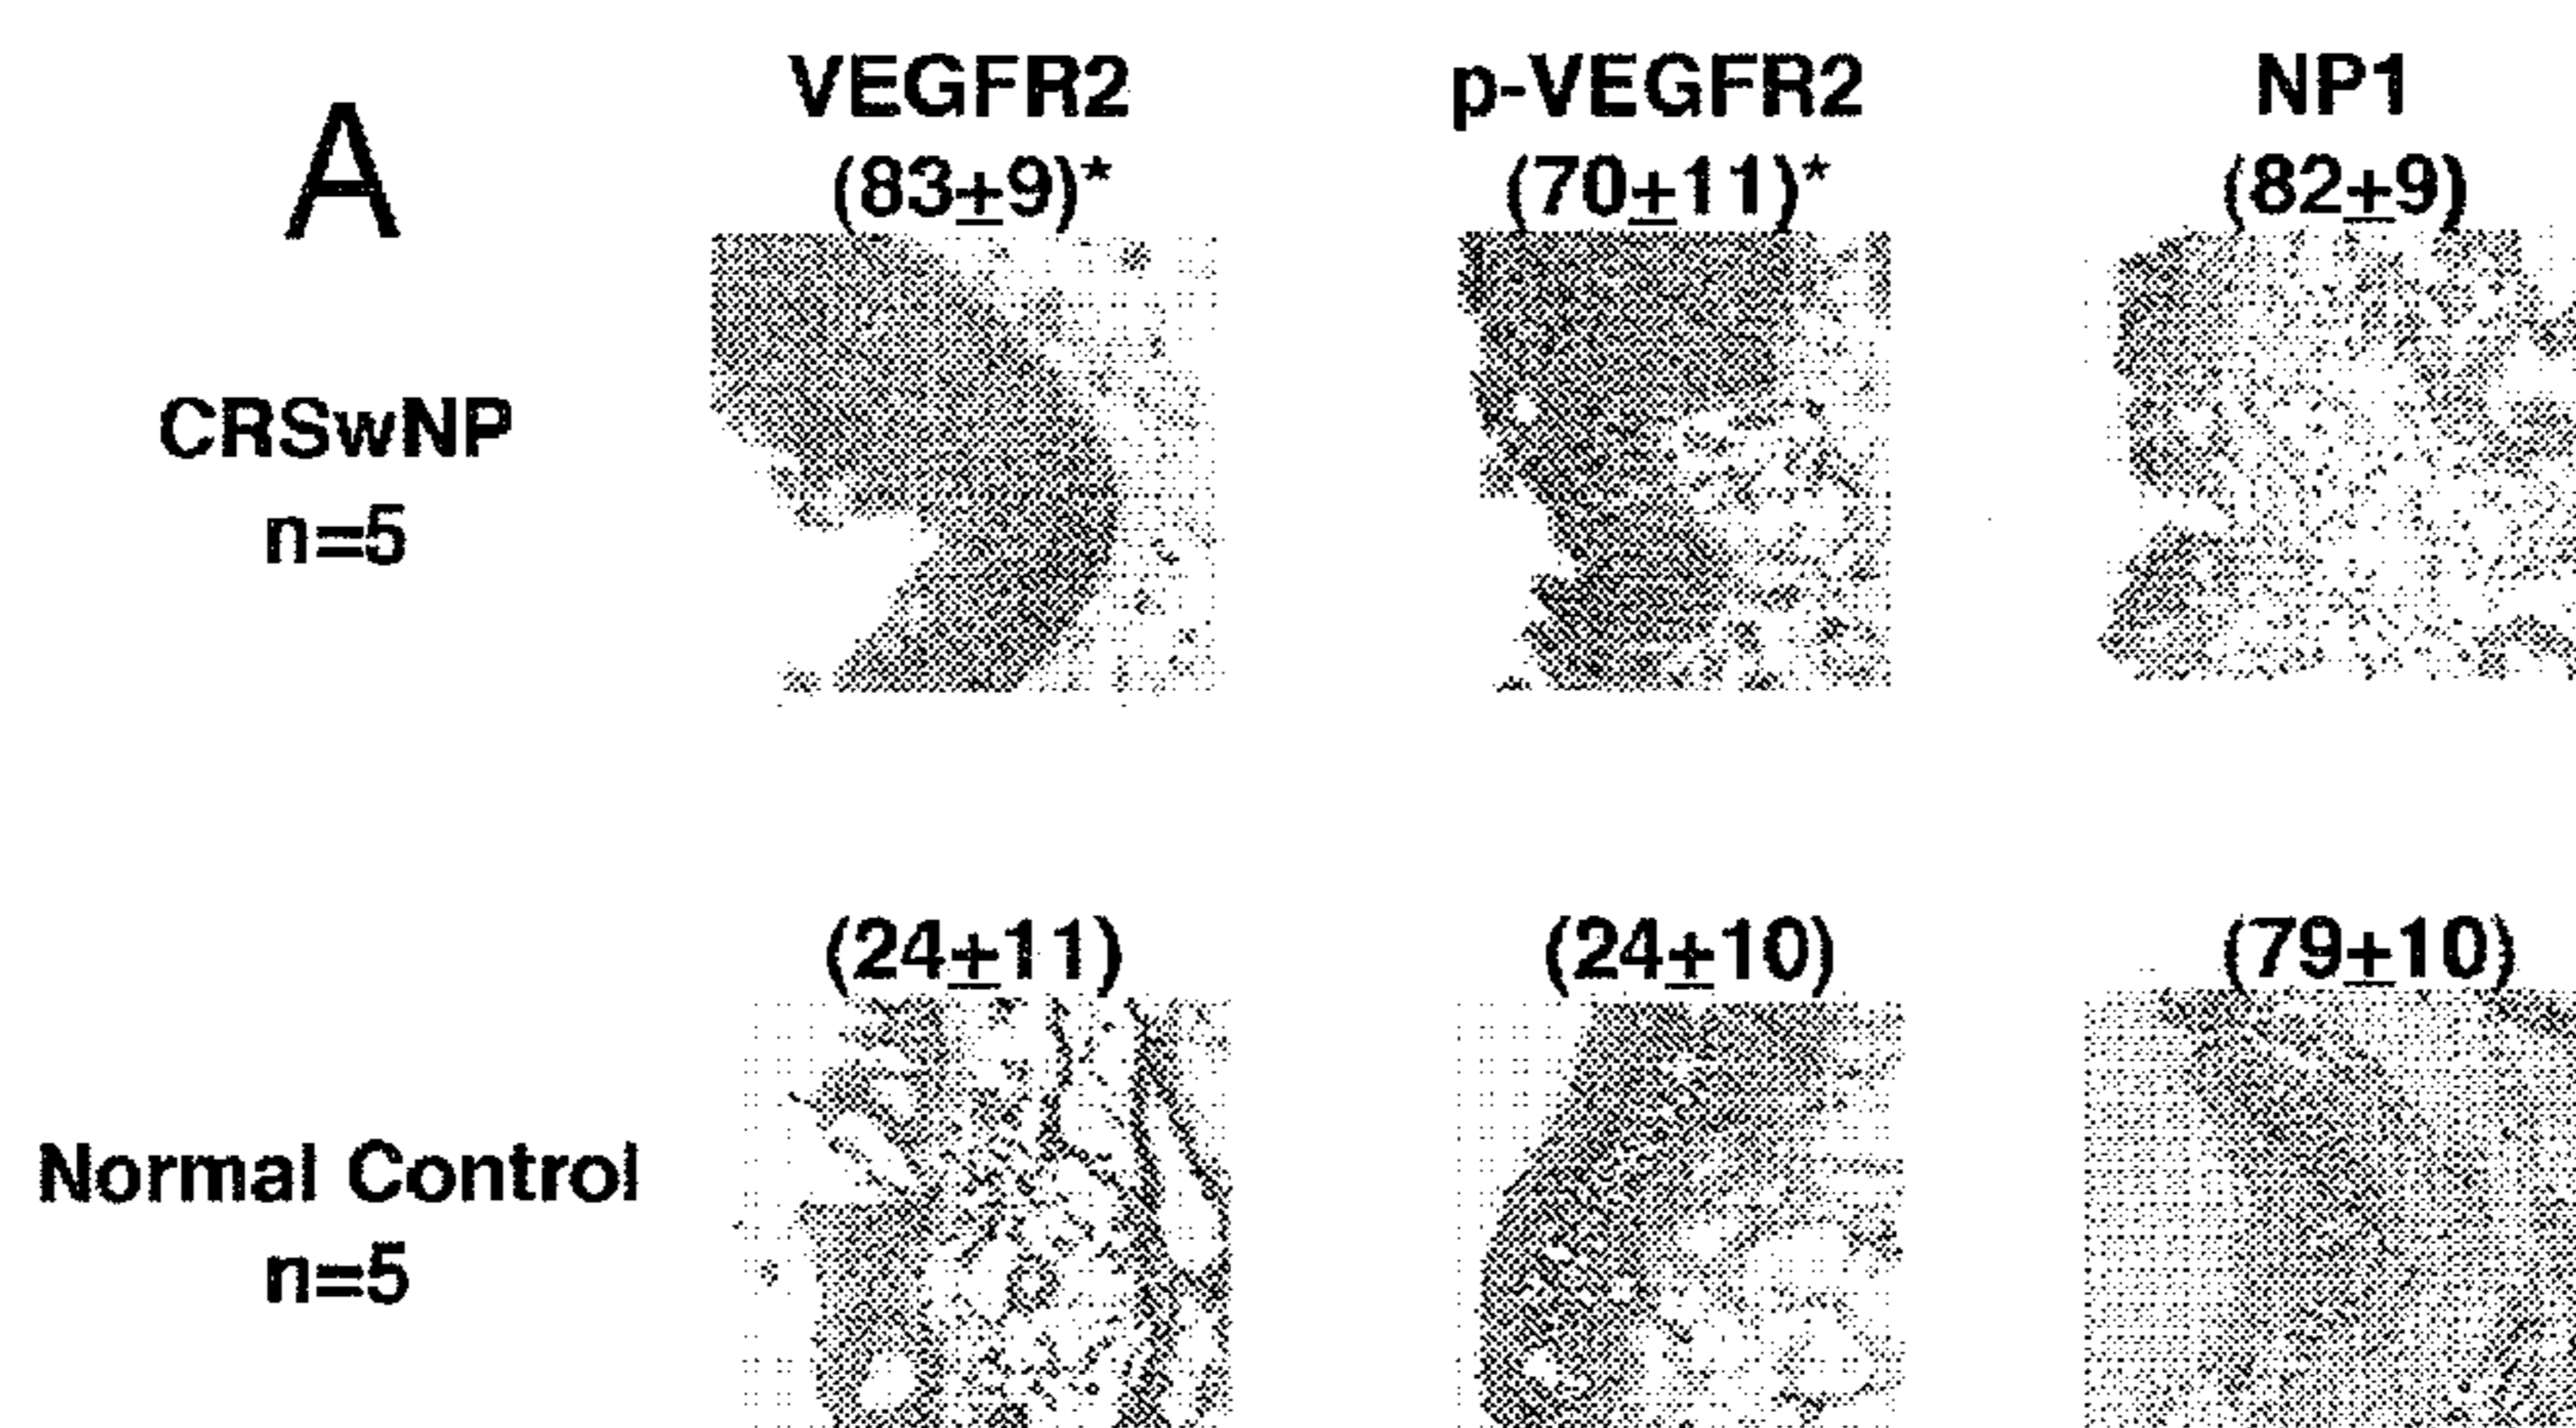 A
VEGFR2 p-VEGFR2 NP1
(83±9)* (70±11)* (82±9)
CRSwNP
n=5
(24±11) (24±10) (79±10)
Normal Control
n=5